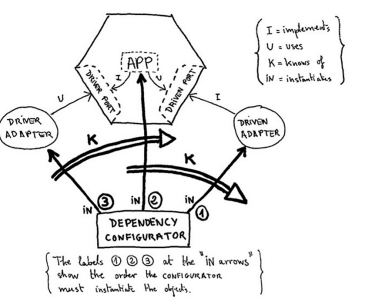 I = implements
U = uses
K = knows of
iN = instantiates
APP
I
U
DRIVER PORT
DRIVEN PORT
U
I
DRIVER
ADAPTER
DRIVEN
ADAPTER
K
K
iN ③
iN ②
iN ①
DEPENDENCY
CONFIGURATOR
The labels ① ② ③ at the "iN arrows"
show the order the CONFIGURATOR
must instantiate the objects.